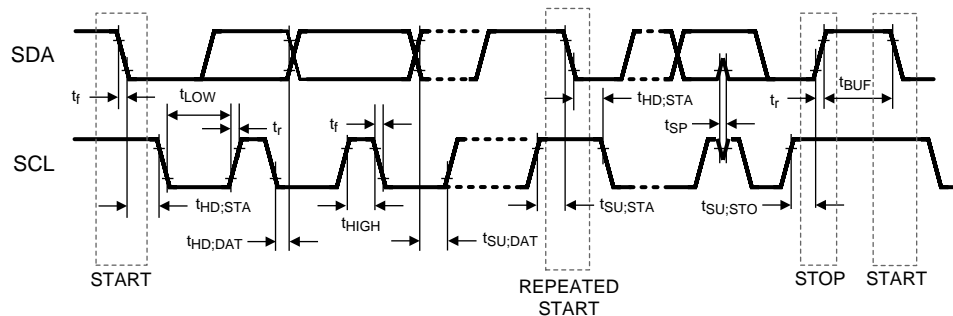 SDA
t_f
t_LOW
t_r
t_f
t_HD;STA
t_SP
t_r
t_BUF
SCL
t_HD;STA
t_HD;DAT
t_HIGH
t_SU;DAT
t_SU;STA
t_SU;STO
START
REPEATED
START
STOP
START